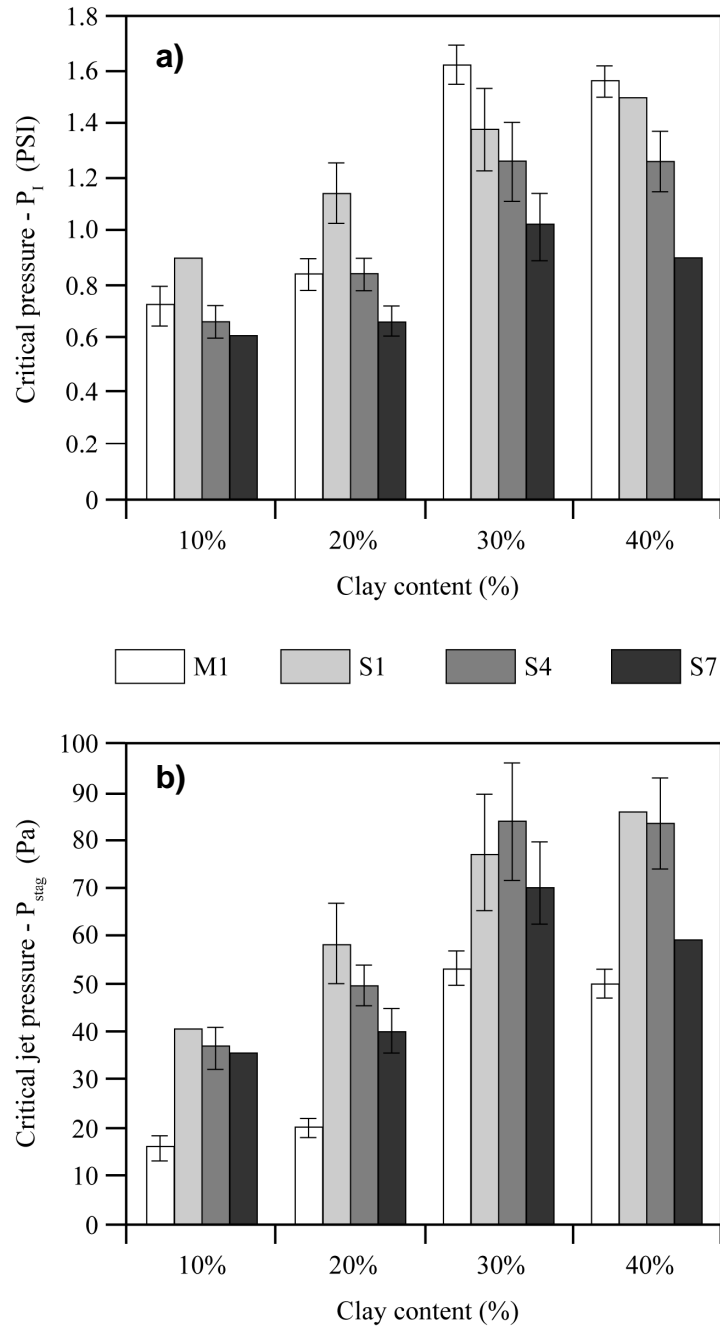 a)
Critical pressure - P_I (PSI)
1.8
1.6
1.4
1.2
1.0
0.8
0.6
0.4
0.2
0
10% 20% 30% 40%
Clay content (%)
M1 S1 S4 S7
b)
Critical jet pressure - P_stag (Pa)
100
90
80
70
60
50
40
30
20
10
0
10% 20% 30% 40%
Clay content (%)